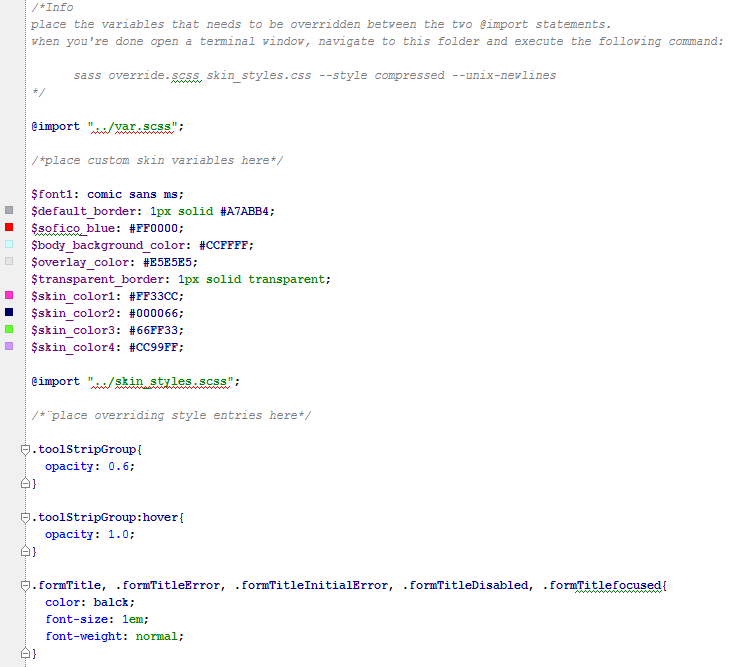 /*Info
place the variables that needs to be overridden between the two @import statements.
when you're done open a terminal window, navigate to this folder and execute the following command:
sass override.scss skin_styles.css --style compressed --unix-newlines
*/
@import "../var.scss";
/*place custom skin variables here*/
$font1: comic sans ms;
$default_border: 1px solid #A7ABB4;
$sofico_blue: #FF0000;
$body_background_color: #CCFFFF;
$overlay_color: #E5E5E5;
$transparent_border: 1px solid transparent;
$skin_color1: #FF33CC;
$skin_color2: #000066;
$skin_color3: #66FF33;
$skin_color4: #CC99FF;
@import "../skin_styles.scss";
/*¨place overriding style entries here*/
.toolStripGroup{
opacity: 0.6;
}
.toolStripGroup:hover{
opacity: 1.0;
}
.formTitle, .formTitleError, .formTitleInitialError, .formTitleDisabled, .formTitlefocused{
color: balck;
font-size: 1em;
font-weight: normal;
}